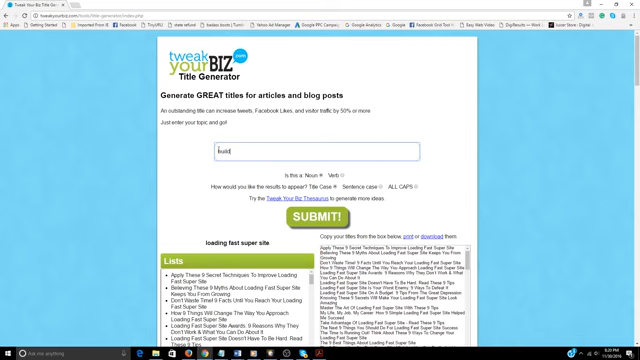 Tweak Your Biz Title Gene
tweakyourbiz.com/tools/title-generator/index.php
Apps
Bookmarks
Imported From IE
Facebook
state refund
Nichos Ad Manager
Google PPC Campaign
Google Analytics
Facebook Grid Tool
DigiResults
tweak
your BIZ .com
Title Generator
Generate GREAT titles for articles and blog posts
An outstanding title can increase tweets, Facebook Likes, and visitor traffic by 50% or more
Just enter your topic and go!
build
Is this a: Noun Verb
How would you like the results to appear? Title Case Sentence case ALL CAPS
Try the Tweak Your Biz Thesaurus to generate more ideas.
SUBMIT!
loading fast super site
Lists
Apply These 9 Secret Techniques To Improve Loading
Fast Super Site
Believing These 9 Myths About Loading Fast Super Site
Keeps You From Growing
Don't Waste Time! 9 Facts Until You Reach Your Loading
Fast Super Site
How 9 Things Will Change The Way You Approach
Loading Fast Super Site
Loading Fast Super Site Awards: 9 Reasons Why They
Don't Work & What You Can Do About It
Loading Fast Super Site Doesn't Have To Be Hard.
Read These 9 Tips
Copy your titles from the box below, print or download them
Apply These 9 Secret Techniques To Improve Loading Fast Super Site
Believing These 9 Myths About Loading Fast Super Site Keeps You From
Growing
Don't Waste Time! 9 Facts Until You Reach Your Loading Fast Super Site
How 9 Things Will Change The Way You Approach Loading Fast Super Site
Loading Fast Super Site Awards: 9 Reasons Why They Don't Work & What
You Can Do About It
Loading Fast Super Site Doesn't Have To Be Hard. Read These 9 Tips
Loading Fast Super Site Is Your Worst Enemy. 9 Ways To Defeat It
Loading Fast Super Site On A Budget: 9 Tips From The Great Depression
Knowing These 9 Secrets Will Make Your Loading Fast Super Site Look
Amazing
Master The Art Of Loading Fast Super Site With These 9 Tips
My Life, My Job, My Career: How 9 Simple Loading Fast Super Site Helped
Me Succeed
Take Advantage Of Loading Fast Super Site - Read These 9 Tips
The Next 9 Things You Should Do For Loading Fast Super Site Success
The Time Is Running Out! Think About These 9 Ways To Change Your
Loading Fast Super Site
The 9 Best Things About Loading Fast Super Site
Ask me anything
6:20 PM
11/30/2016